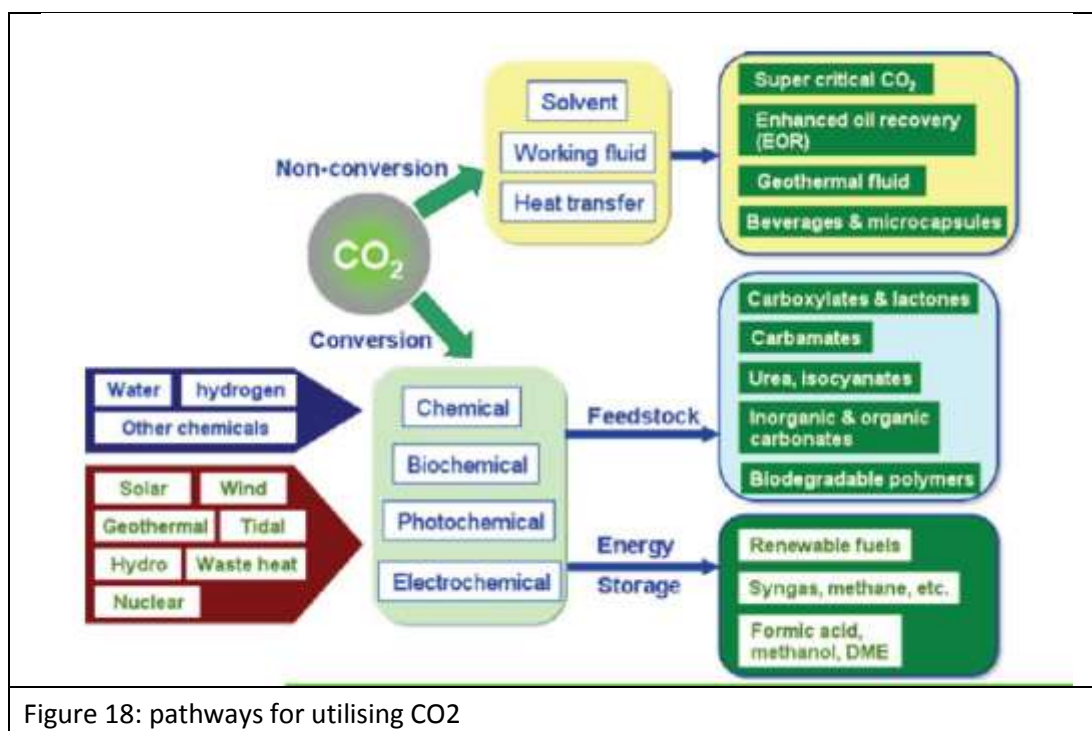 Non-conversion
CO₂
Conversion
Solvent
Working fluid
Heat transfer
Super critical CO₂
Enhanced oil recovery
(EOR)
Geothermal fluid
Beverages & microcapsules
Water hydrogen
Other chemicals
Solar Wind
Geothermal Tidal
Hydro Waste heat
Nuclear
Chemical
Biochemical
Photochemical
Electrochemical
Feedstock
Carboxylates & lactones
Carbamates
Urea, isocyanates
Inorganic & organic
carbonates
Biodegradable polymers
Energy
Storage
Renewable fuels
Syngas, methane, etc.
Formic acid,
methanol, DME
Figure 18: pathways for utilising CO2